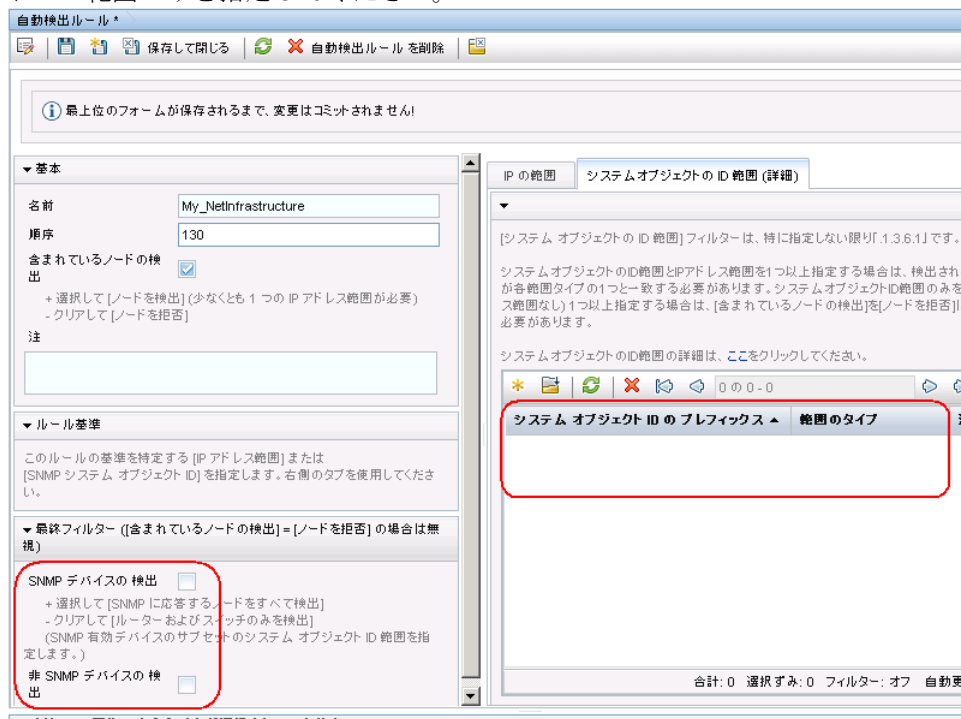 自動検出ルール *
保存して閉じる
自動検出ルール を削除
最上位のフォームが保存されるまで、変更はコミットされません!
基本
名前
My_NetInfrastructure
順序
130
含まれているノードの検
出
+ 選択して [ノードを検出] (少なくとも 1 つの IP アドレス範囲が必要)
- クリアして [ノードを拒否]
注
ルール基準
このルールの基準を特定する [IP アドレス範囲] または
[SNMP システム オブジェクト ID] を指定します。右側のタブを使用してくださ
い。
最終フィルター ([含まれているノードの検出] = [ノードを拒否] の場合は無
視)
SNMP デバイスの 検出
+ 選択して [SNMP に応答するノードをすべて検出]
- クリアして [ルーター およびスイッチのみを検出]
(SNMP 有効デバイスのサブセットのシステム オブジェクト ID 範囲を指
定します。)
非 SNMP デバイスの 検
出
IP の範囲
システムオブジェクトの ID 範囲 (詳細)
[システム オブジェクトの ID 範囲] フィルターは、特に指定しない限り「.1.3.6.1」です。
システムオブジェクトのID範囲とIPアドレス範囲を1つ以上指定する場合は、検出され
が各範囲タイプの1つと一致する必要があります。システムオブジェクトID範囲のみを
ス範囲なし) 1つ以上指定する場合は、[含まれているノードの検出]を[ノードを拒否]に
必要があります。
システムオブジェクトのID範囲の詳細は、ここをクリックしてください。
0 の 0 - 0
システム オブジェクト ID の プレフィックス
範囲のタイプ
合計: 0 選択ずみ: 0 フィルター: オフ 自動更